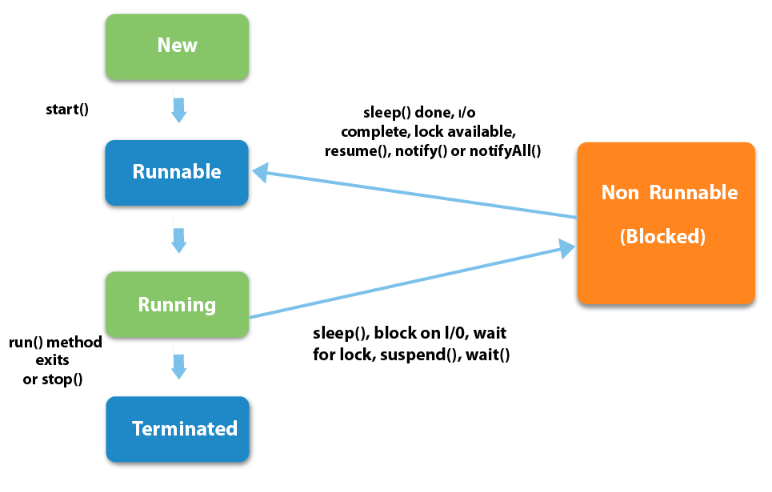 New
start()
sleep() done, ı/o
complete, lock available,
resume(), notify() or notifyAll()
Runnable
Non Runnable
(Blocked)
Running
sleep(), block on l/0, wait
for lock, suspend(), wait()
run() method
exits
or stop()
Terminated